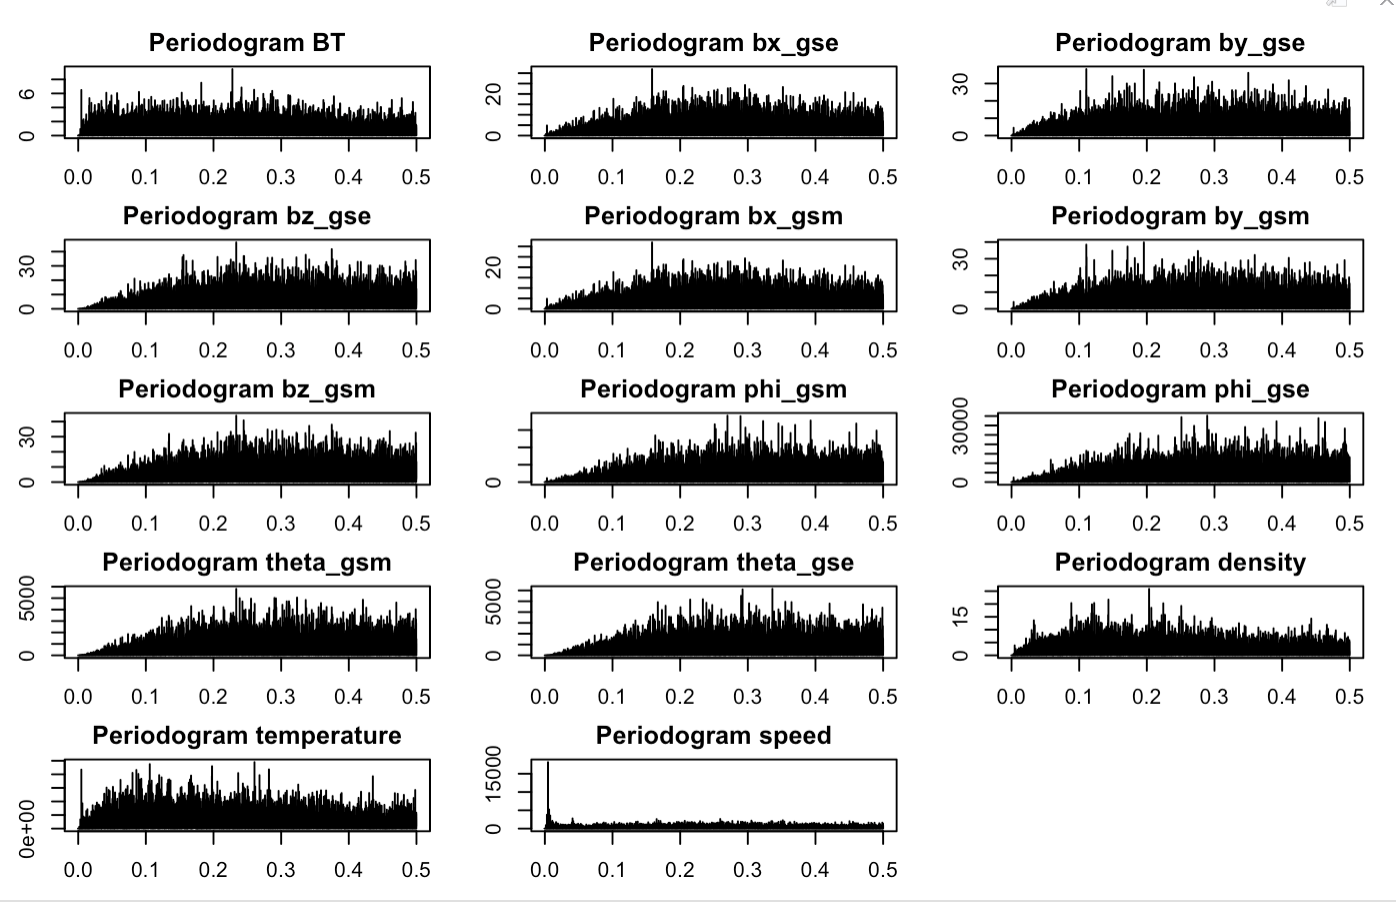 Periodogram BT Periodogram bx_gse Periodogram by_gse
6 20 30
0 0 0
0.0 0.1 0.2 0.3 0.4 0.5 0.0 0.1 0.2 0.3 0.4 0.5 0.0 0.1 0.2 0.3 0.4 0.5
Periodogram bz_gse Periodogram bx_gsm Periodogram by_gsm
30 20 30
0 0 0
0.0 0.1 0.2 0.3 0.4 0.5 0.0 0.1 0.2 0.3 0.4 0.5 0.0 0.1 0.2 0.3 0.4 0.5
Periodogram bz_gsm Periodogram phi_gsm Periodogram phi_gse
30 30000
0 0 0
0.0 0.1 0.2 0.3 0.4 0.5 0.0 0.1 0.2 0.3 0.4 0.5 0.0 0.1 0.2 0.3 0.4 0.5
Periodogram theta_gsm Periodogram theta_gse Periodogram density
5000 5000 15
0 0 0
0.0 0.1 0.2 0.3 0.4 0.5 0.0 0.1 0.2 0.3 0.4 0.5 0.0 0.1 0.2 0.3 0.4 0.5
Periodogram temperature Periodogram speed
15000
0e+00 0
0.0 0.1 0.2 0.3 0.4 0.5 0.0 0.1 0.2 0.3 0.4 0.5